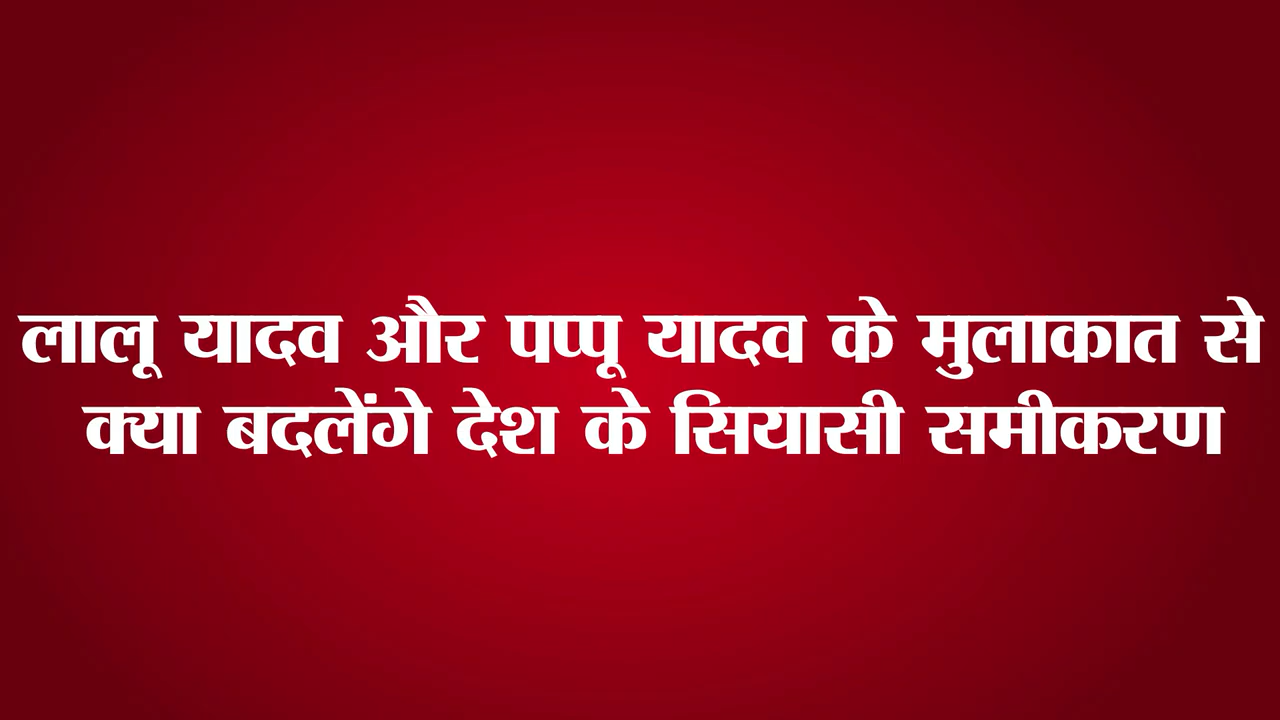 लालू यादव और पप्पू यादव के मुलाकात से
क्या बदलेंगे देश के सियासी समीकरण